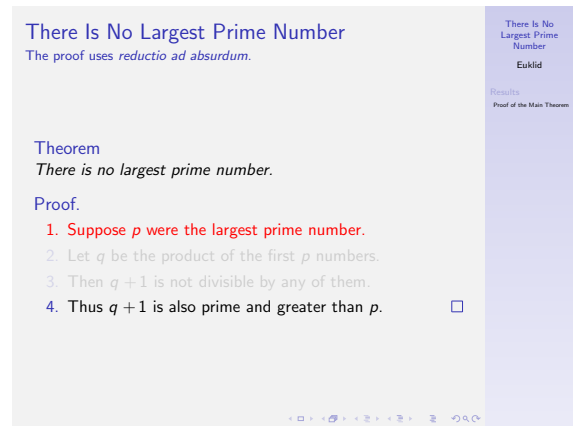 There Is No Largest Prime Number
The proof uses reductio ad absurdum.
Theorem
There is no largest prime number.
Proof.
1. Suppose p were the largest prime number.
2. Let q be the product of the first p numbers.
3. Then q + 1 is not divisible by any of them.
4. Thus q + 1 is also prime and greater than p.
There Is No
Largest Prime
Number
Euklid
Results
Proof of the Main Theorem